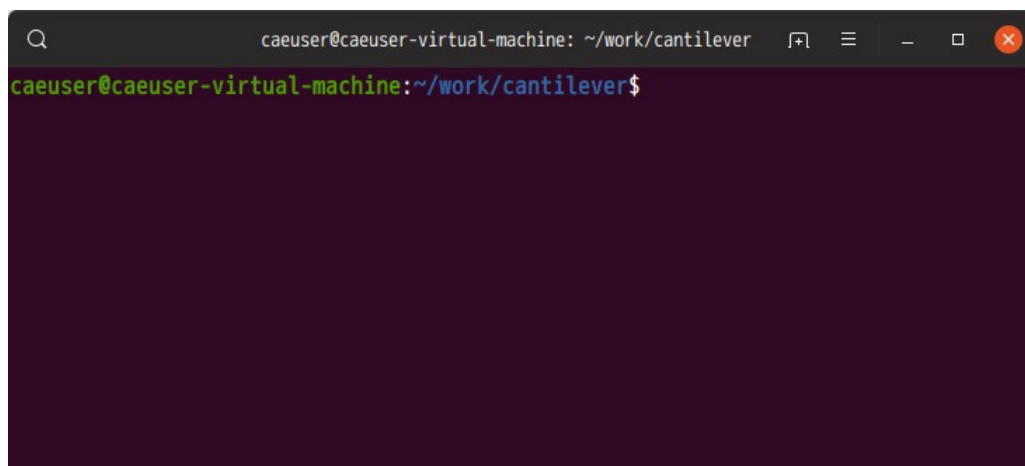 caeuser@caeuser-virtual-machine: ~/work/cantilever
caeuser@caeuser-virtual-machine:~/work/cantilever$